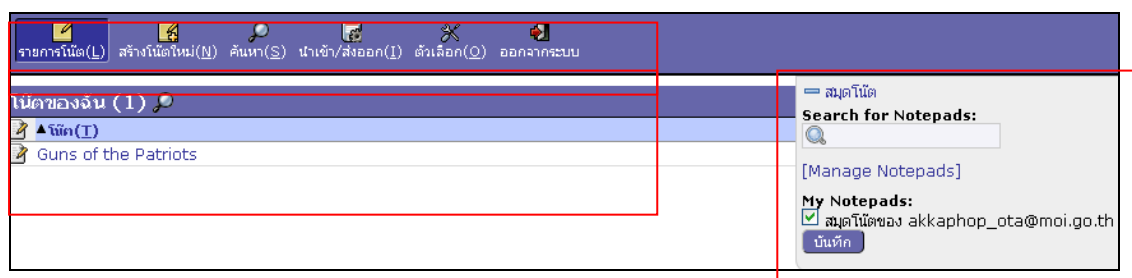 รายการโน๊ต(L) สร้างโน๊ตใหม่(N) ค้นหา(S) นำเข้า/ส่งออก(I) ตัวเลือก(O) ออกจากระบบ
โน๊ตของฉัน (1)
▲โน๊ต(T)
Guns of the Patriots
สมุดโน๊ต
Search for Notepads:
[Manage Notepads]
My Notepads:
สมุดโน๊ตของ akkaphop_ota@moi.go.th
บันทึก